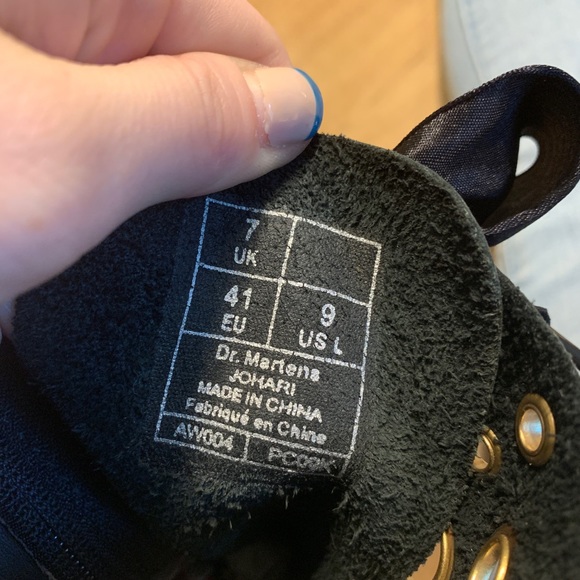 7
UK
41
EU
9
US L
Dr. Martens
JOHARI
MADE IN CHINA
Fabriqué en Chine
AW004